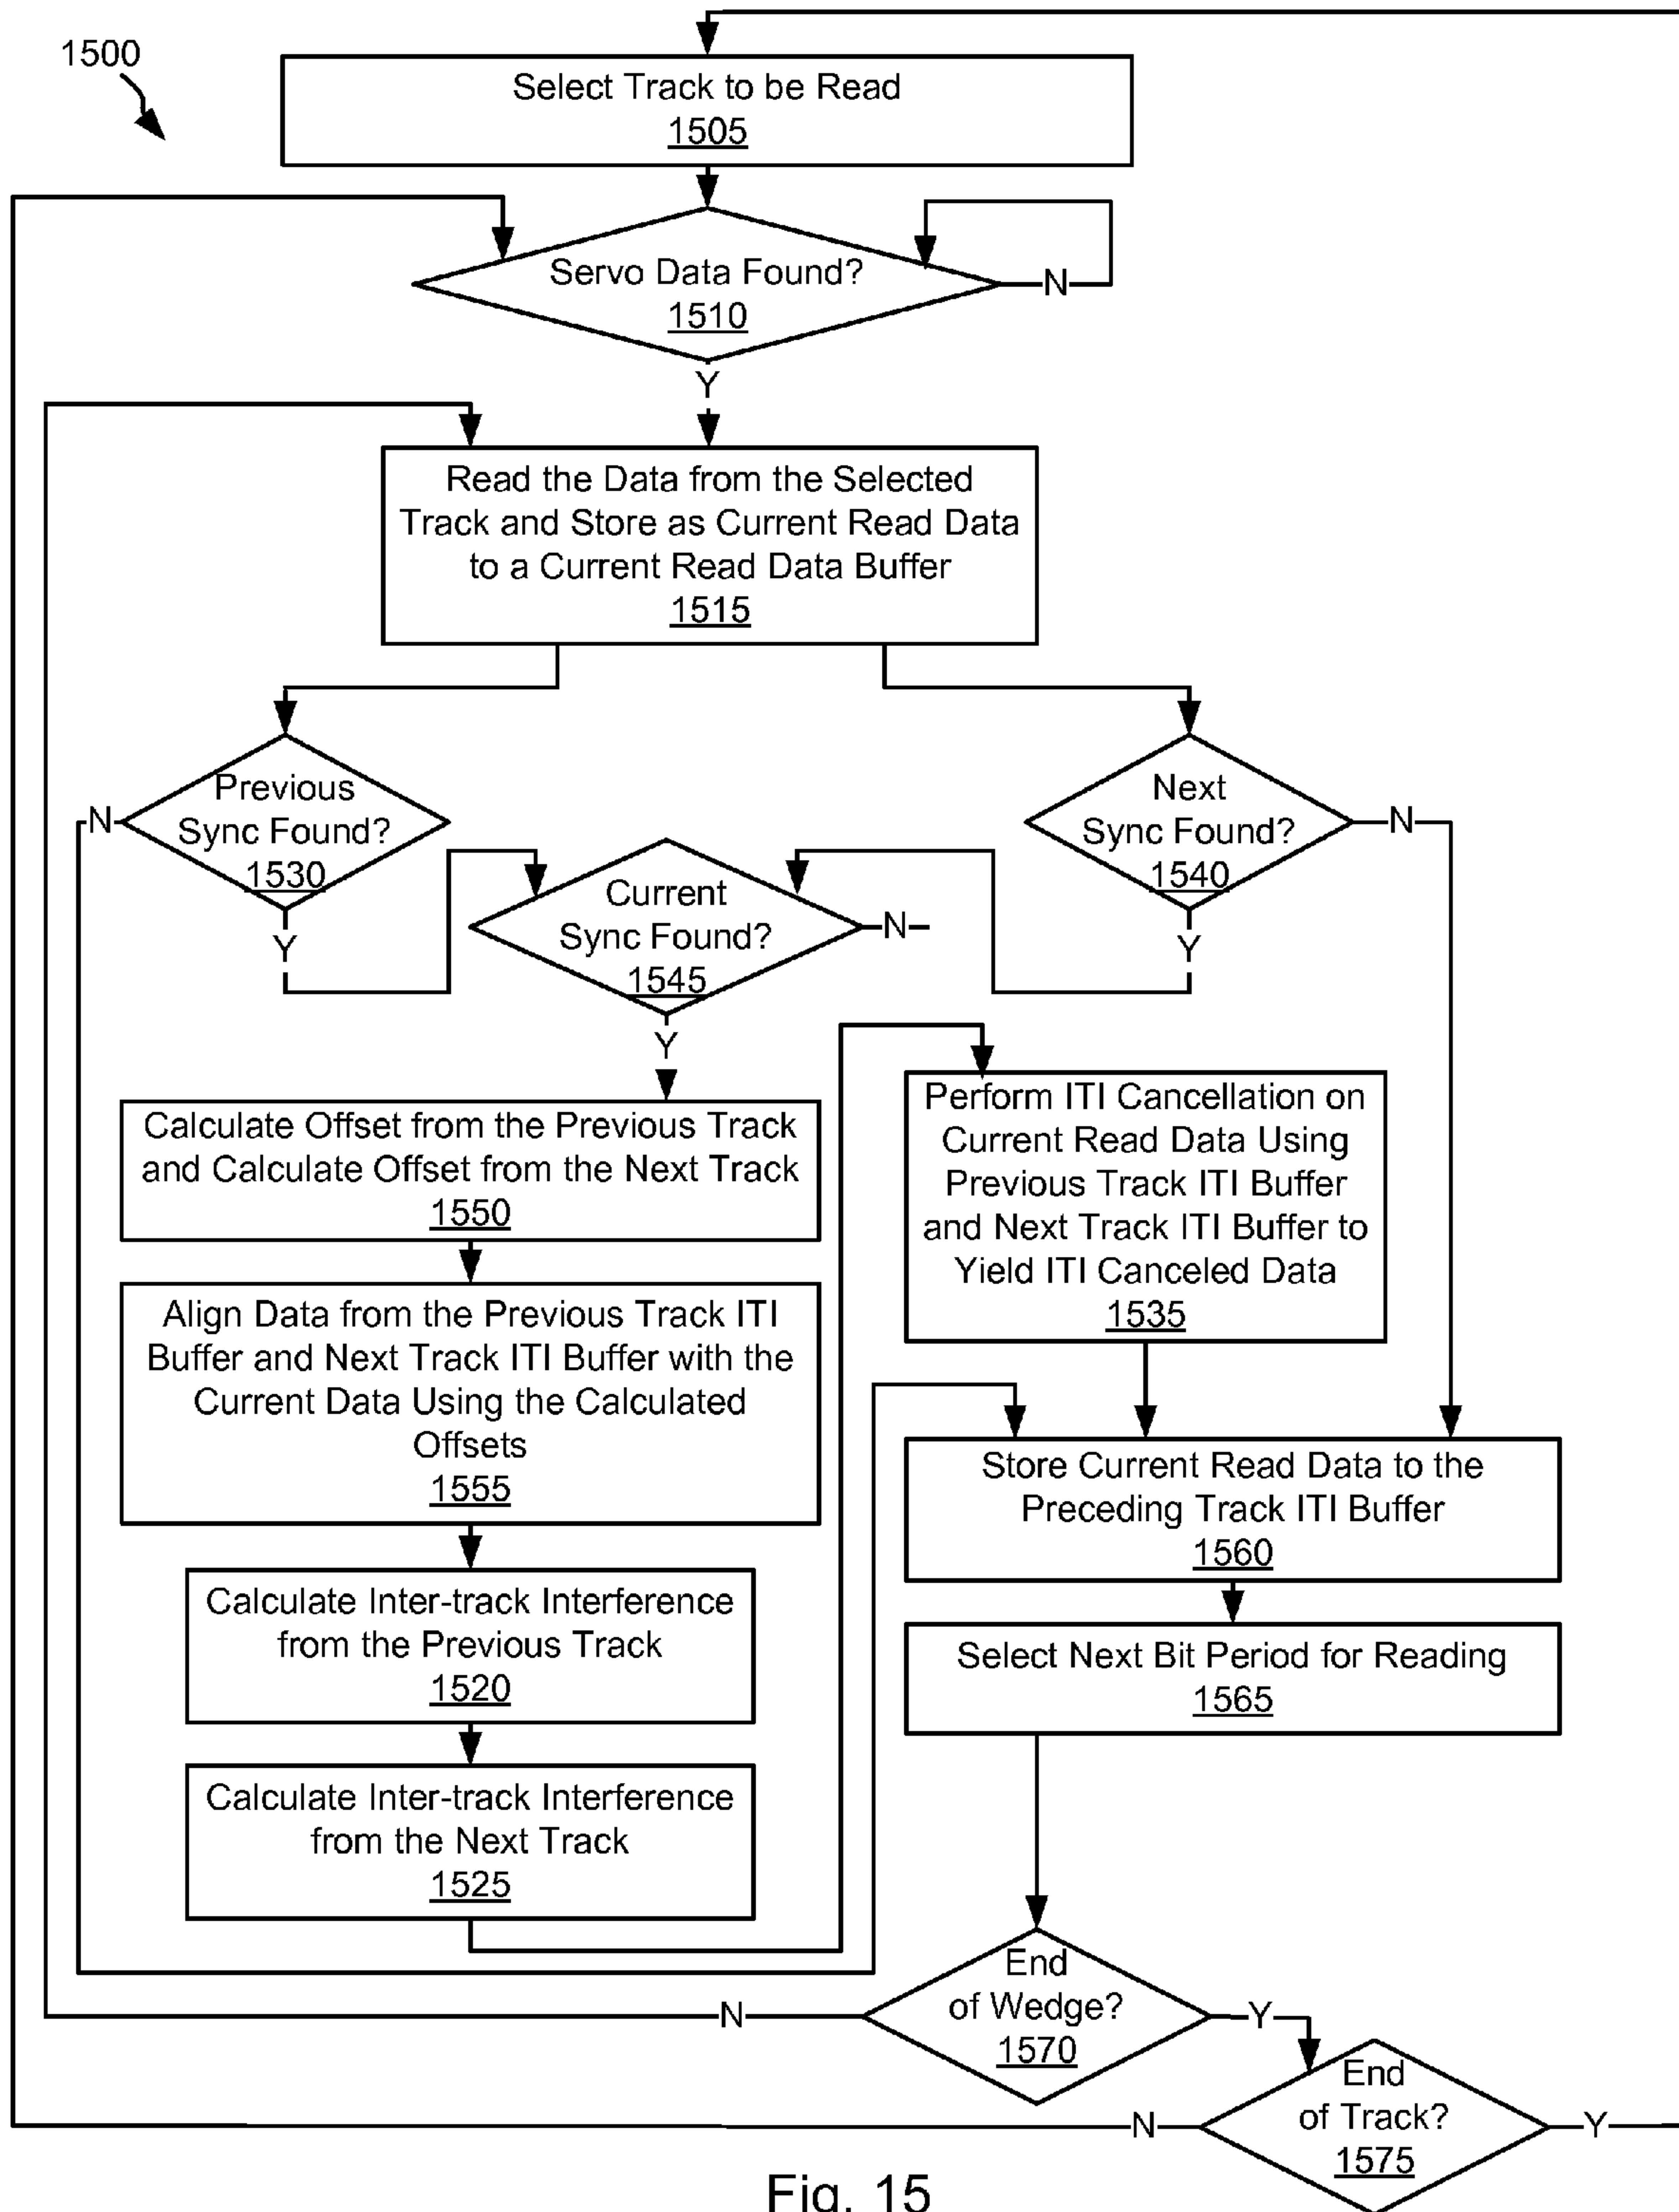 1500
Select Track to be Read
1505
Servo Data Found?
1510
N
Y
Read the Data from the Selected
Track and Store as Current Read Data
to a Current Read Data Buffer
1515
Previous
Sync Found?
1530
N
Y
Next
Sync Found?
1540
N
Y
Current
Sync Found?
1545
N
Y
Calculate Offset from the Previous Track
and Calculate Offset from the Next Track
1550
Align Data from the Previous Track ITI
Buffer and Next Track ITI Buffer with the
Current Data Using the Calculated
Offsets
1555
Calculate Inter-track Interference
from the Previous Track
1520
Calculate Inter-track Interference
from the Next Track
1525
Perform ITI Cancellation on
Current Read Data Using
Previous Track ITI Buffer
and Next Track ITI Buffer to
Yield ITI Canceled Data
1535
Store Current Read Data to the
Preceding Track ITI Buffer
1560
Select Next Bit Period for Reading
1565
End
of Wedge?
1570
N
Y
End
of Track?
1575
N
Y
Fig. 15